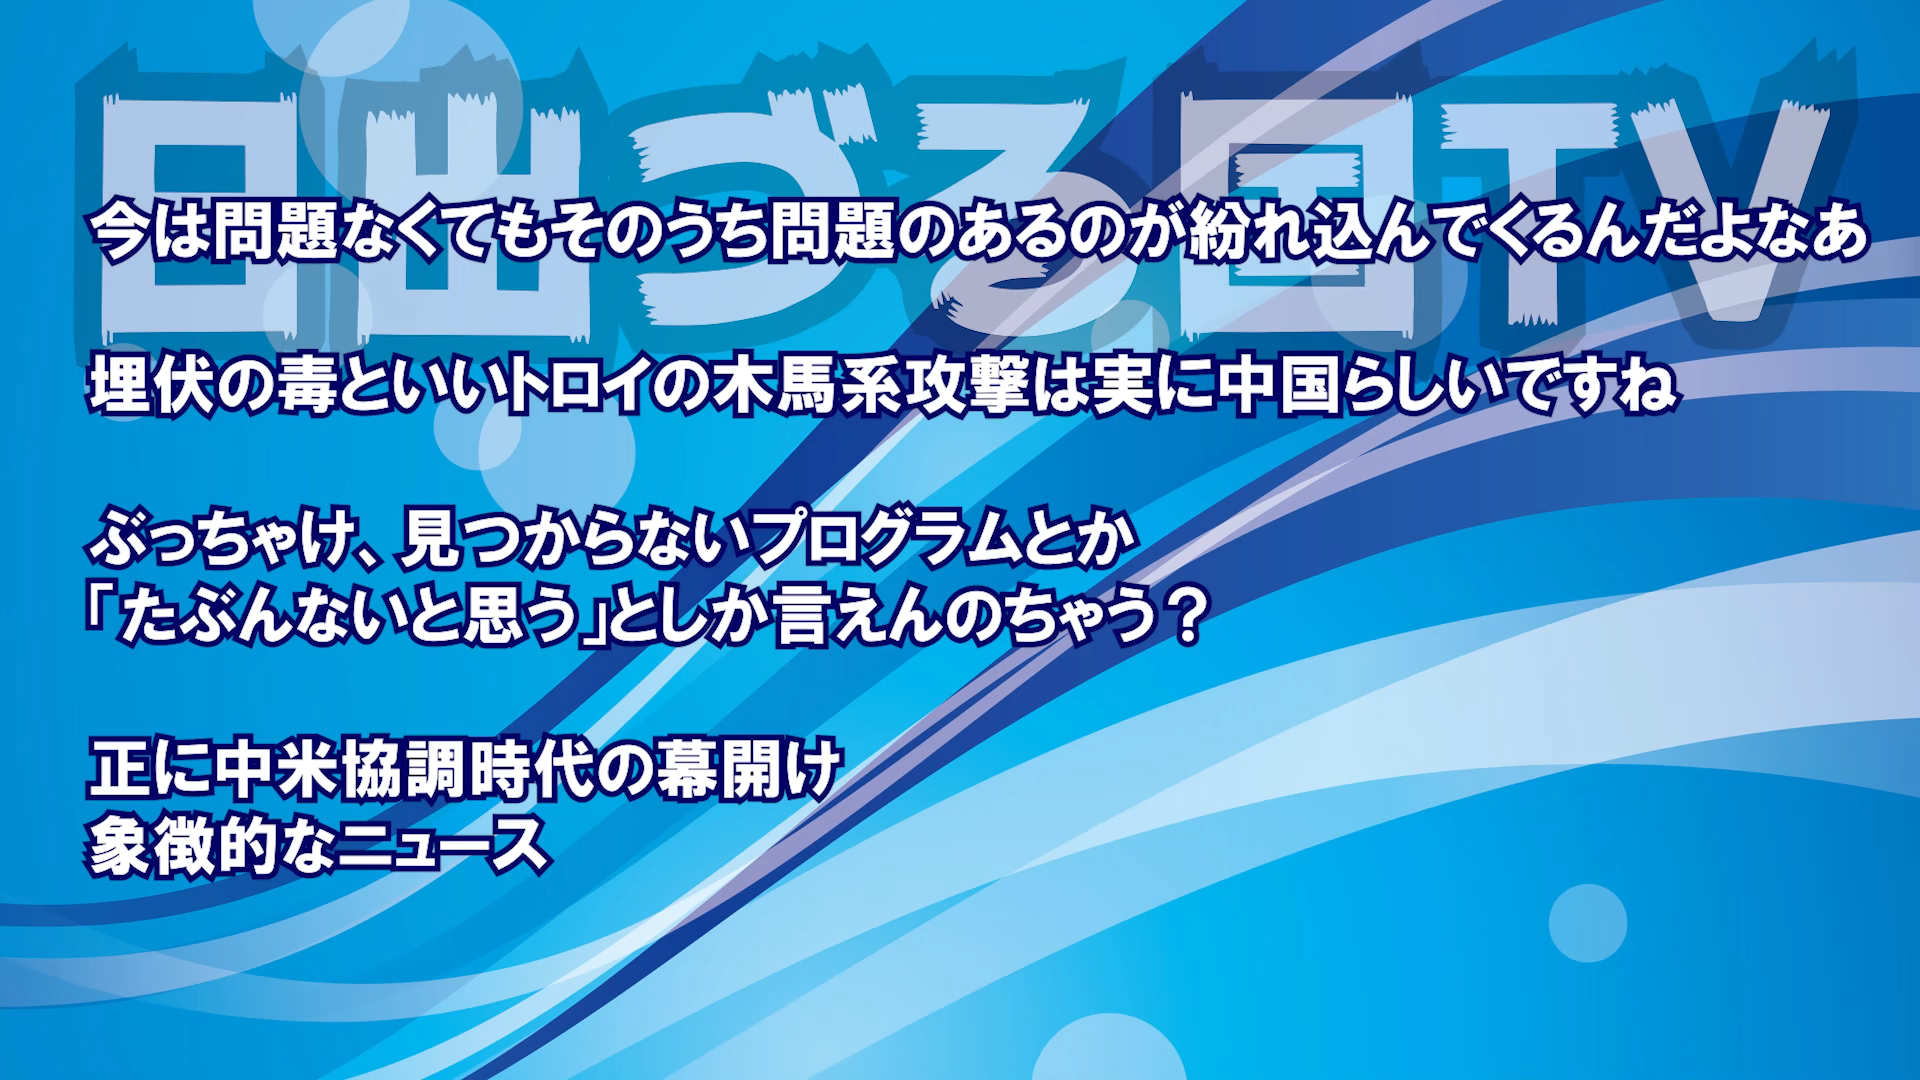 日出づる国TV
今は問題なくてもそのうち問題のあるのが紛れ込んでくるんだよなあ
埋伏の毒といいトロイの木馬系攻撃は実に中国らしいですね
ぶっちゃけ、見つからないプログラムとか
「たぶんないと思う」としか言えんのちゃう？
正に中米協調時代の幕開け
象徴的なニュース